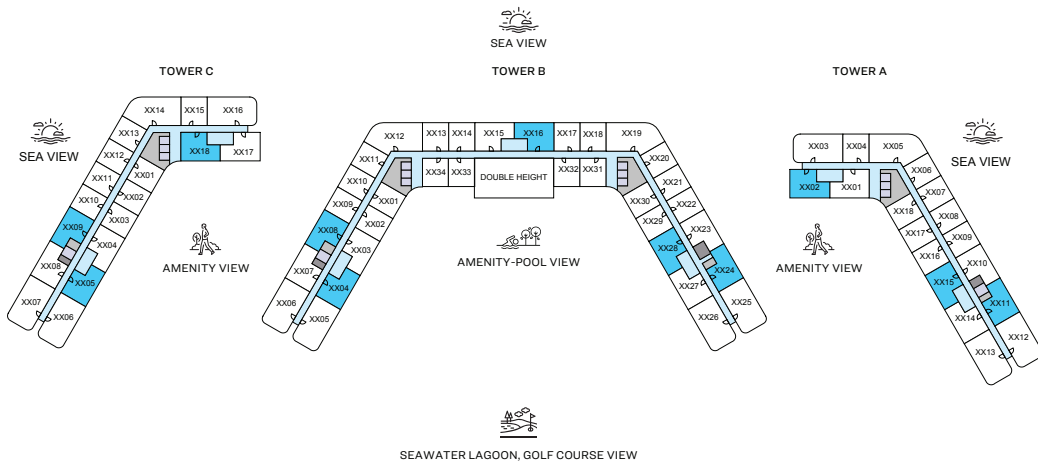 SEA VIEW
TOWER C
TOWER B
TOWER A
SEA VIEW
SEA VIEW
XX14
XX15
XX16
XX13
XX12
XX11
XX10
XX09
XX08
XX07
XX06
XX05
XX04
XX03
XX02
XX01
XX18
XX17
AMENITY VIEW
XX12
XX13
XX14
XX15
XX16
XX17
XX18
XX19
XX11
XX10
XX09
XX08
XX07
XX06
XX05
XX04
XX03
XX02
XX01
XX34
XX33
DOUBLE HEIGHT
XX32
XX31
XX30
XX29
XX28
XX27
XX26
XX25
XX24
XX23
XX22
XX21
XX20
AMENITY-POOL VIEW
XX03
XX04
XX05
XX02
XX01
XX06
XX07
XX08
XX09
XX10
XX11
XX12
XX13
XX14
XX15
XX16
XX17
XX18
AMENITY VIEW
SEAWATER LAGOON, GOLF COURSE VIEW